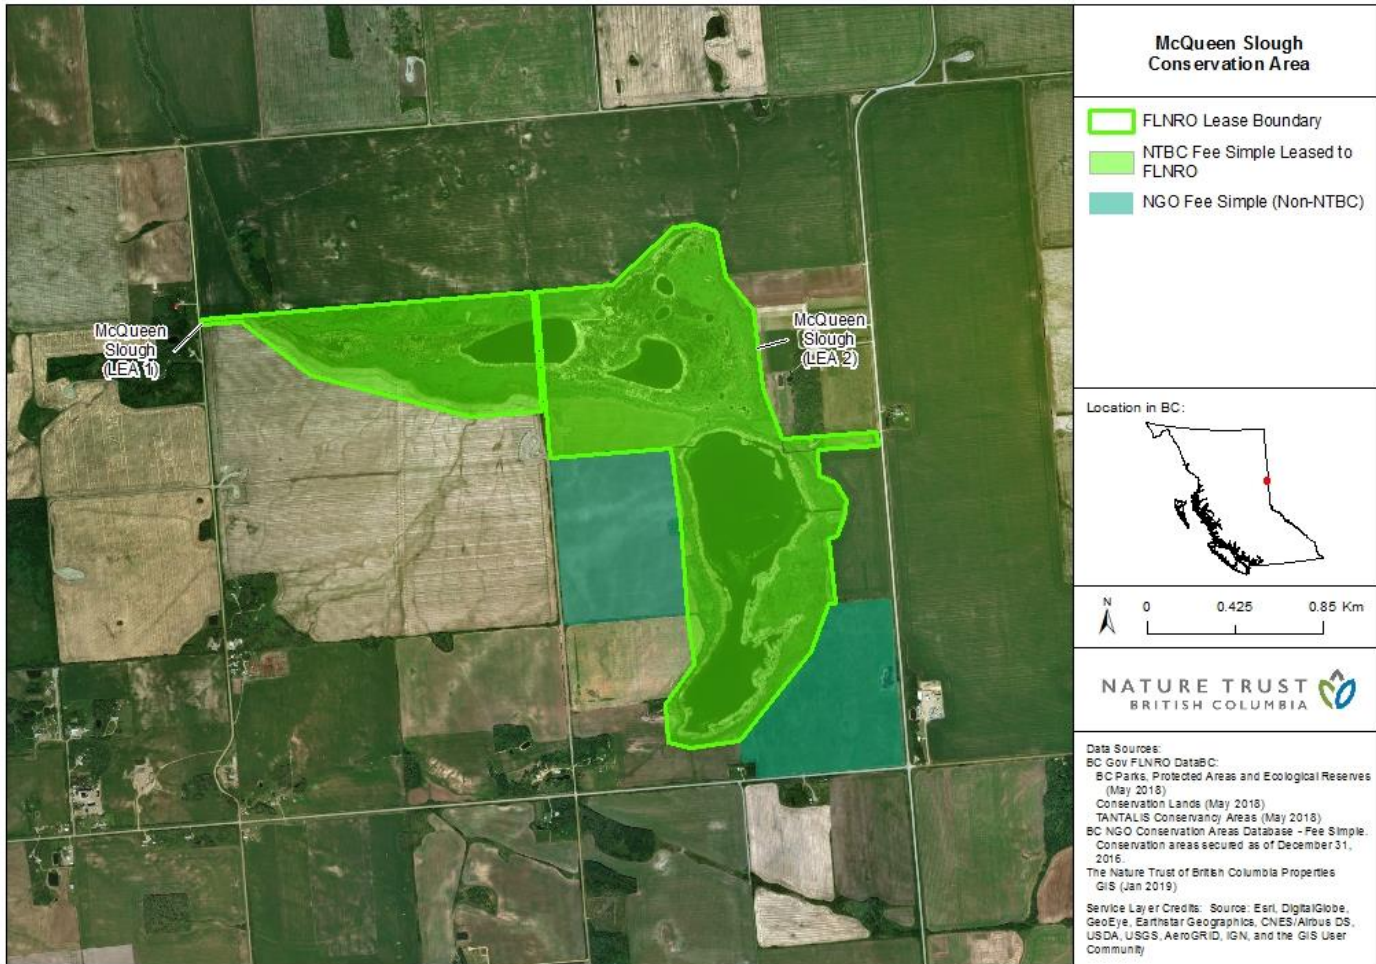 McQueen Slough
Conservation Area
FLNRO Lease Boundary
NTBC Fee Simple Leased to
FLNRO
NGO Fee Simple (Non-NTBC)
McQueen
Slough
(LEA 1)
McQueen
Slough
(LEA 2)
Location in BC:
N
0 0.425 0.85 Km
NATURE TRUST
BRITISH COLUMBIA
Data Sources:
BC Gov FLNRO DataBC:
BC Parks, Protected Areas and Ecological Reserves
(May 2018)
Conservation Lands (May 2018)
TANTALIS Conservancy Areas (May 2018)
BC NGO Conservation Areas Database - Fee Simple.
Conservation areas secured as of December 31,
2016.
The Nature Trust of British Columbia Properties
GIS (Jan 2019)
Service Layer Credits: Source: Esri, DigitalGlobe,
GeoEye, Earthstar Geographics, CNES/Airbus DS,
USDA, USGS, AeroGRID, IGN, and the GIS User
Community